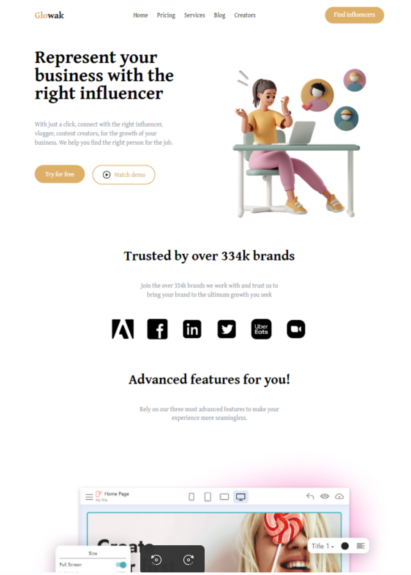 Glowak
Home Pricing Services Blog Creators
Find influencers
Represent your
business with the
right influencer
With just a click, connect with the right influencer,
vlogger, content creators, for the growth of your
business. We help you find the right person for the job.
Try for free
Watch demo
Trusted by over 334k brands
Join the over 334k brands we work with and trust us to
bring your brand to the ultimate growth you seek
Uber
Eats
Advanced features for you!
Rely on our three most advanced features to make your
experience more seamlengless.
Home Page
Title 1
Create
Size
Full Screen